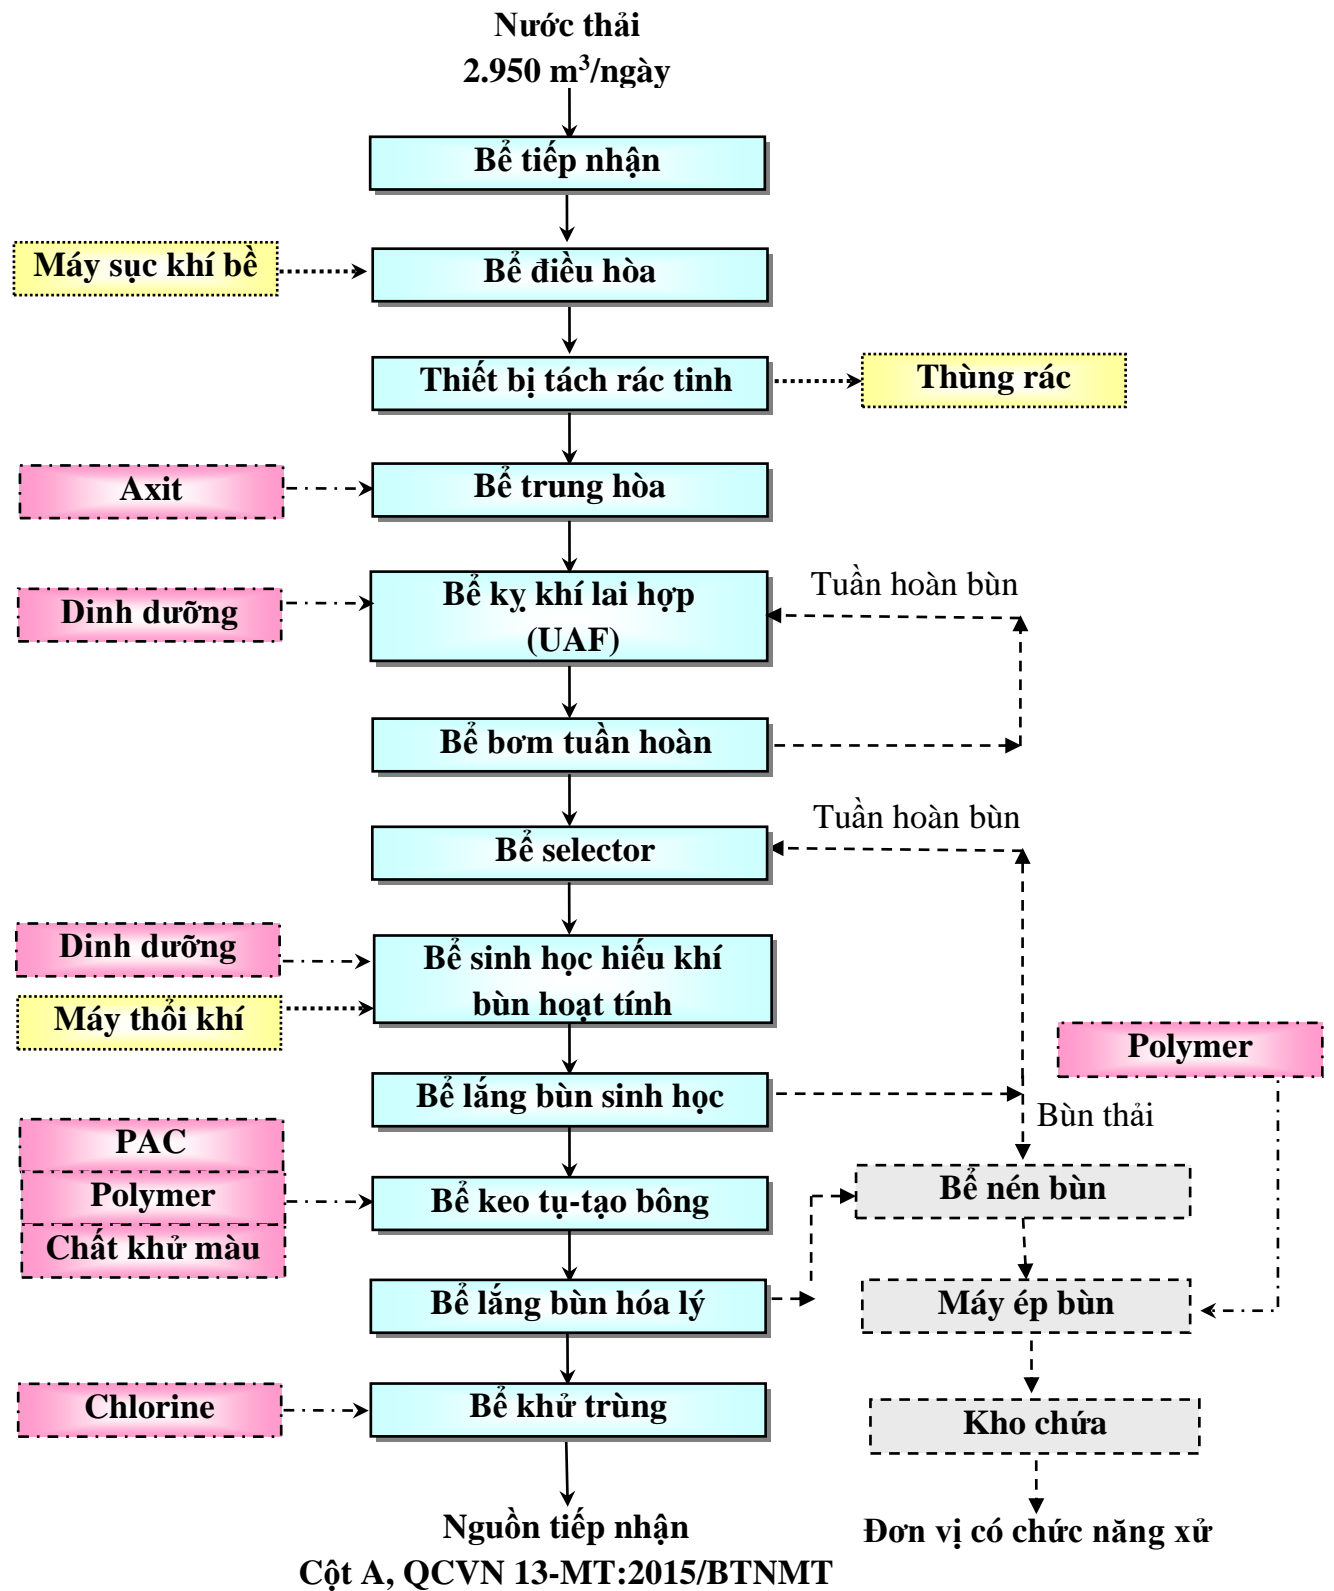 Nước thải
2.950 m³/ngày
Bể tiếp nhận
Máy sục khí bề
Bể điều hòa
Thiết bị tách rác tinh
Thùng rác
Axit
Bể trung hòa
Dinh dưỡng
Bể kỵ khí lai hợp
(UAF)
Tuần hoàn bùn
Bể bơm tuần hoàn
Tuần hoàn bùn
Bể selector
Dinh dưỡng
Máy thổi khí
Bể sinh học hiếu khí
bùn hoạt tính
Polymer
Bể lắng bùn sinh học
Bùn thải
PAC
Polymer
Chất khử màu
Bể keo tụ-tạo bông
Bể nén bùn
Bể lắng bùn hóa lý
Máy ép bùn
Chlorine
Bể khử trùng
Kho chứa
Nguồn tiếp nhận
Cột A, QCVN 13-MT:2015/BTNMT
Đơn vị có chức năng xử